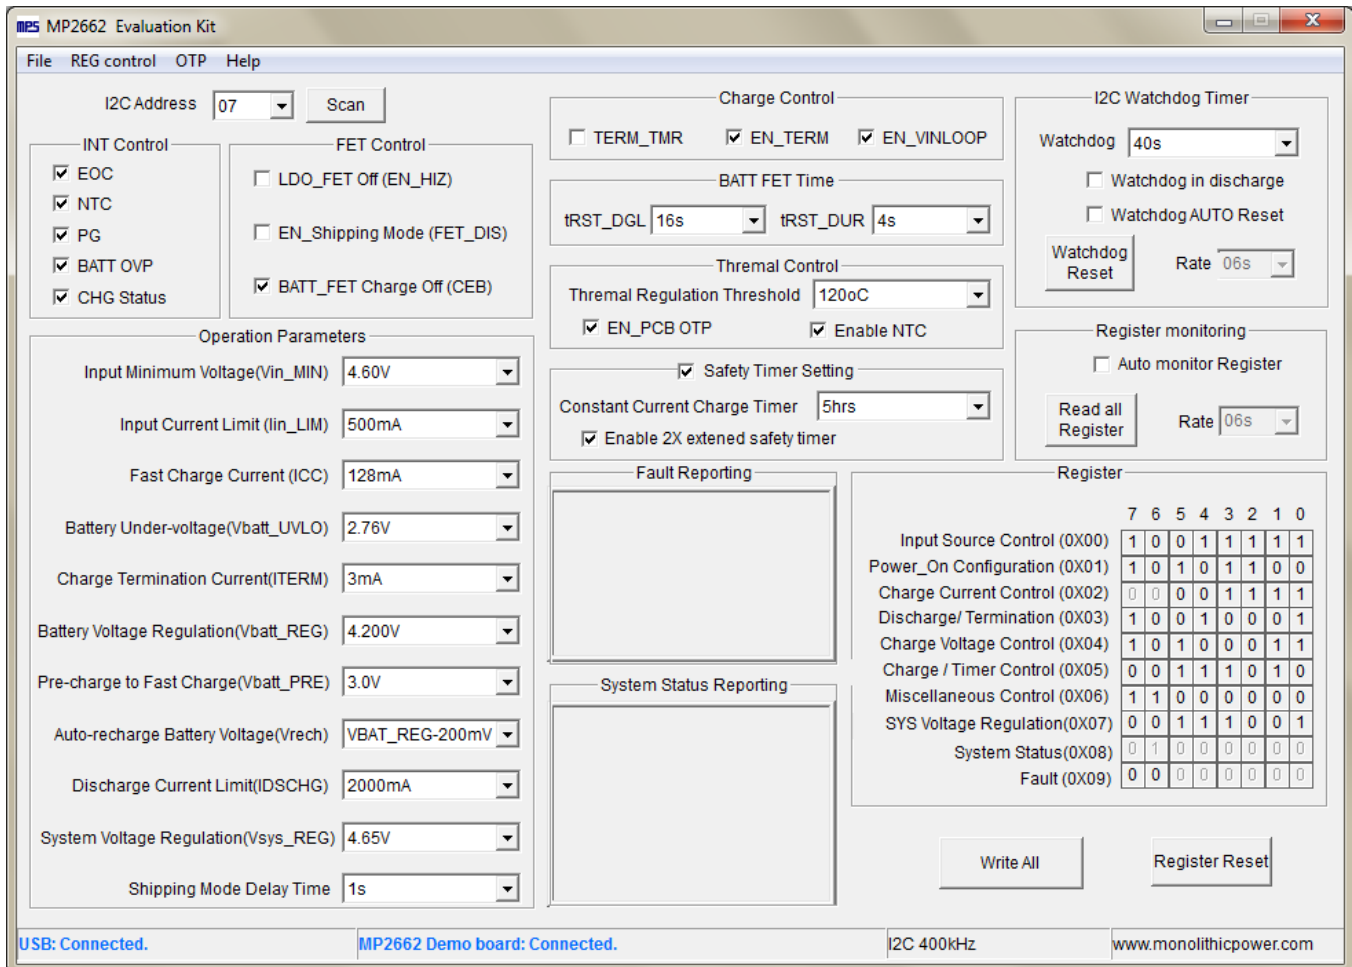 mps MP2662 Evaluation Kit
File REG control OTP Help
I2C Address 07 Scan
INT Control
EOC
NTC
PG
BATT OVP
CHG Status
FET Control
LDO_FET Off (EN_HIZ)
EN_Shipping Mode (FET_DIS)
BATT_FET Charge Off (CEB)
Operation Parameters
Input Minimum Voltage(Vin_MIN) 4.60V
Input Current Limit (Iin_LIM) 500mA
Fast Charge Current (ICC) 128mA
Battery Under-voltage(Vbatt_UVLO) 2.76V
Charge Termination Current(ITERM) 3mA
Battery Voltage Regulation(Vbatt_REG) 4.200V
Pre-charge to Fast Charge(Vbatt_PRE) 3.0V
Auto-recharge Battery Voltage(Vrech) VBAT_REG-200mV
Discharge Current Limit(IDSCHG) 2000mA
System Voltage Regulation(Vsys_REG) 4.65V
Shipping Mode Delay Time 1s
Charge Control
TERM_TMR EN_TERM EN_VINLOOP
BATT FET Time
tRST_DGL 16s tRST_DUR 4s
Thremal Control
Thremal Regulation Threshold 120oC
EN_PCB OTP Enable NTC
Safety Timer Setting
Constant Current Charge Timer 5hrs
Enable 2X extened safety timer
I2C Watchdog Timer
Watchdog 40s
Watchdog in discharge
Watchdog AUTO Reset
Watchdog
Reset
Rate 06s
Register monitoring
Auto monitor Register
Read all
Register
Rate 06s
Fault Reporting
System Status Reporting
Register
7 6 5 4 3 2 1 0
Input Source Control (0X00) 1 0 0 1 1 1 1 1
Power_On Configuration (0X01) 1 0 1 0 1 1 0 0
Charge Current Control (0X02) 0 0 0 0 1 1 1 1
Discharge/ Termination (0X03) 1 0 0 1 0 0 0 1
Charge Voltage Control (0X04) 1 0 1 0 0 0 1 1
Charge / Timer Control (0X05) 0 0 1 1 1 0 1 0
Miscellaneous Control (0X06) 1 1 0 0 0 0 0 0
SYS Voltage Regulation(0X07) 0 0 1 1 1 0 0 1
System Status(0X08) 0 1 0 0 0 0 0 0
Fault (0X09) 0 0 0 0 0 0 0 0
Write All Register Reset
USB: Connected. MP2662 Demo board: Connected. I2C 400kHz www.monolithicpower.com